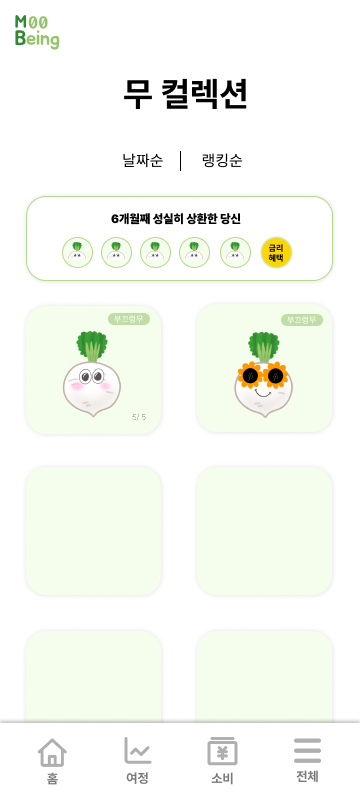 M00
Being
무 컬렉션
날짜순 | 랭킹순
6개월째 성실히 상환한 당신
금리
혜택
부끄럼무
부끄럼무
5/ 5
홈 여정 소비 전체